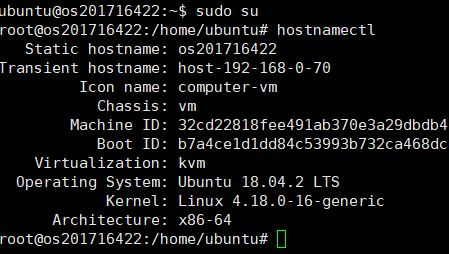 ubuntu@os201716422:~$ sudo su
root@os201716422:/home/ubuntu# hostnamectl
Static hostname: os201716422
Transient hostname: host-192-168-0-70
Icon name: computer-vm
Chassis: vm
Machine ID: 32cd22818fee491ab370e3a29dbdb4
Boot ID: b7a4ce1d1dd84c53993b732ca468dc
Virtualization: kvm
Operating System: Ubuntu 18.04.2 LTS
Kernel: Linux 4.18.0-16-generic
Architecture: x86-64
root@os201716422:/home/ubuntu#